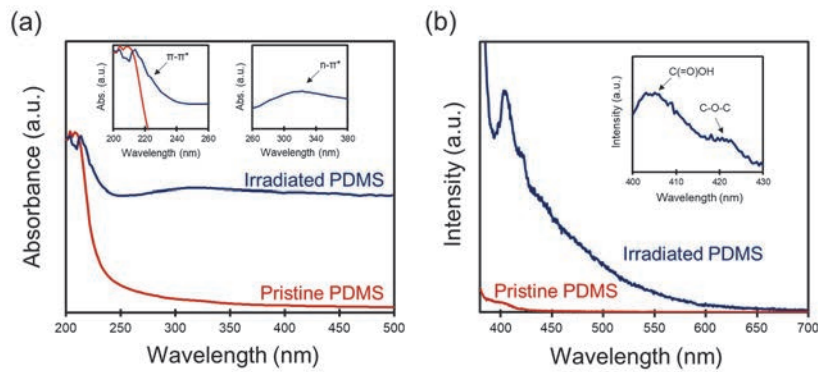 (a)
Absorbance (a.u.)
Abs. (a.u.)
π-π*
200 220 240 260
Wavelength (nm)
Abs. (a.u.)
n-π*
260 300 340 380
Wavelength (nm)
Irradiated PDMS
Pristine PDMS
200 250 300 350 400 450 500
Wavelength (nm)
(b)
Intensity (a.u.)
Intensity (a.u.)
C(=O)OH
C-O-C
400 410 420 430
Wavelength (nm)
Irradiated PDMS
Pristine PDMS
400 450 500 550 600 650 700
Wavelength (nm)